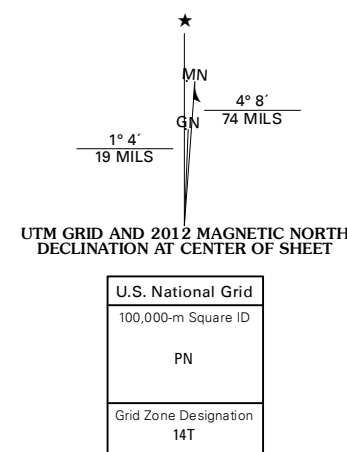 MN
GN
4° 8´
74 MILS
1° 4´
19 MILS
UTM GRID AND 2012 MAGNETIC NORTH
DECLINATION AT CENTER OF SHEET
U.S. National Grid
100,000-m Square ID
PN
Grid Zone Designation
14T